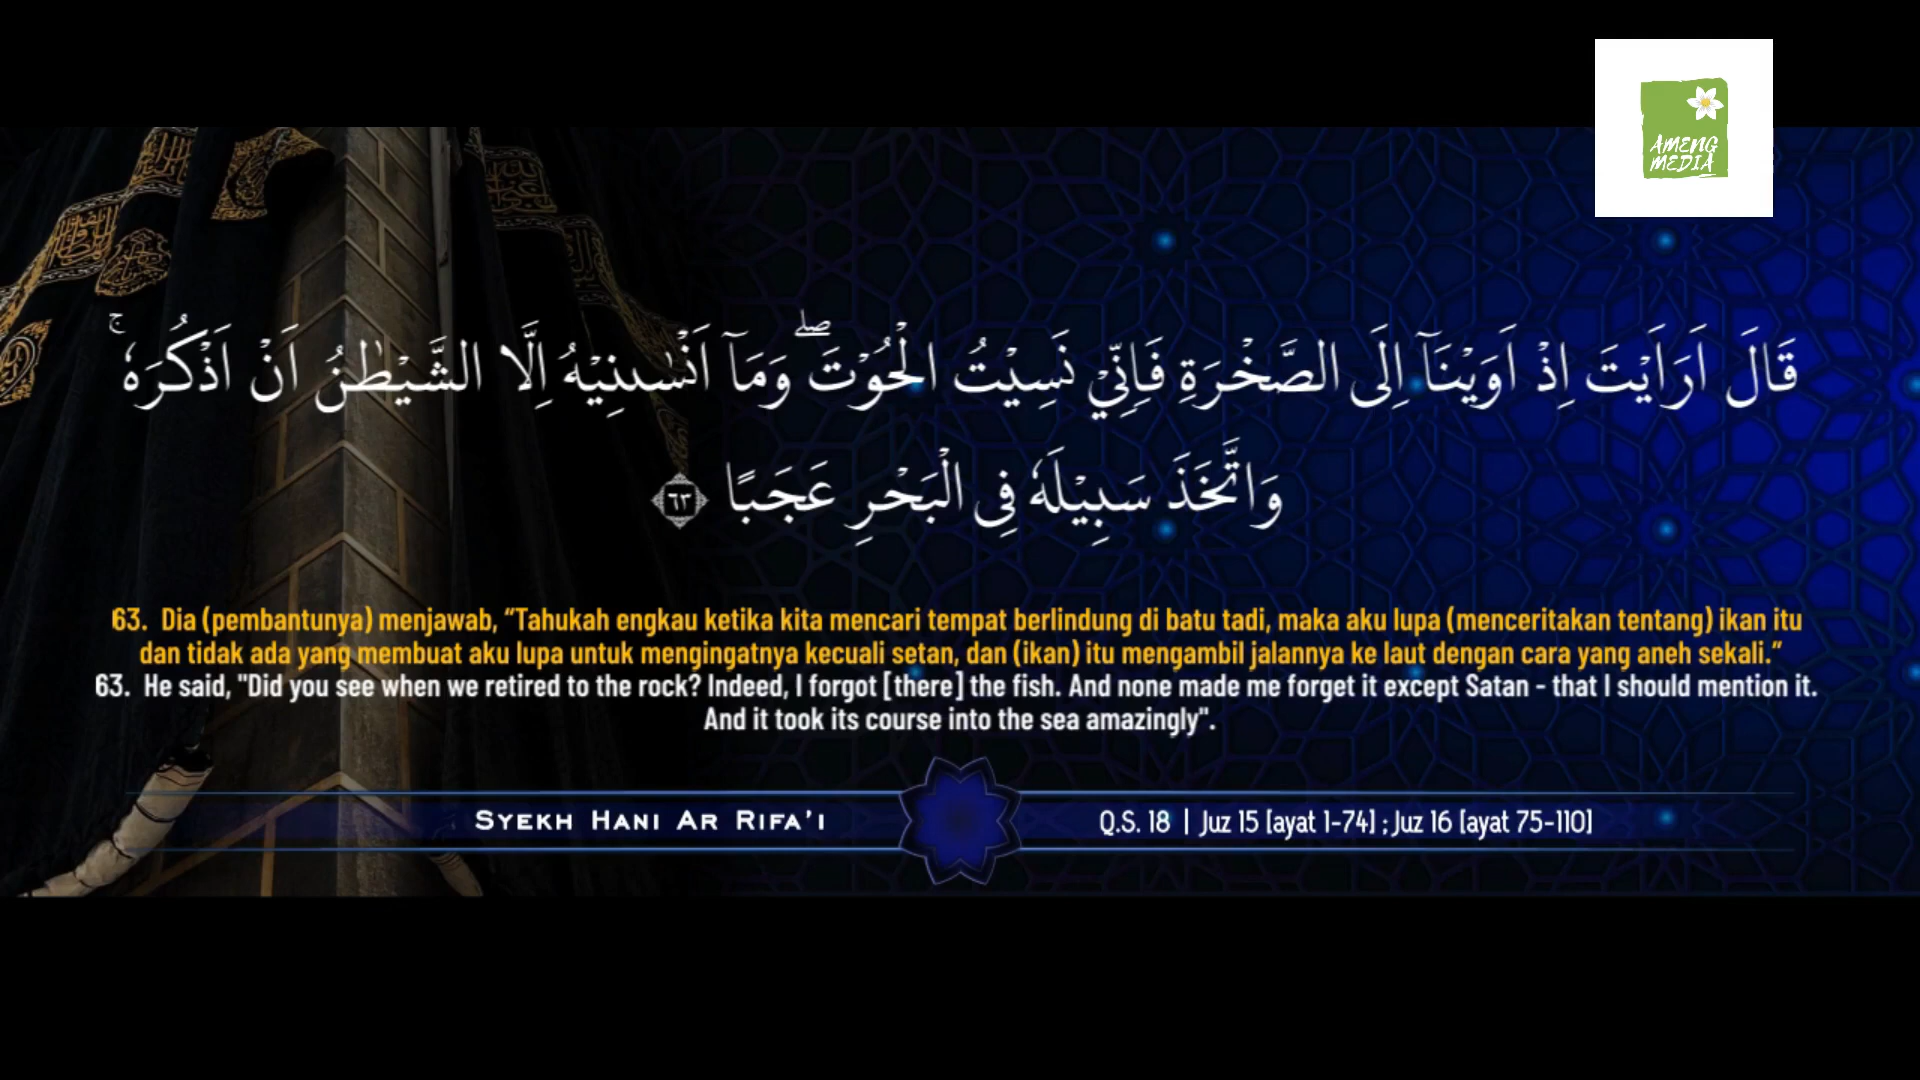 AMENG
MEDIA
قَالَ اَرَاَيْتَ اِذْ اَوَيْنَآ اِلَى الصَّخْرَةِ فَاِنِّيْ نَسِيْتُ الْحُوْتَۖ وَمَآ اَنْسٰىنِيْهُ اِلَّا الشَّيْطٰنُ اَنْ اَذْكُرَهٗۚ
وَاتَّخَذَ سَبِيْلَهٗ فِى الْبَحْرِ عَجَبًا ٦٣
63. Dia (pembantunya) menjawab, “Tahukah engkau ketika kita mencari tempat berlindung di batu tadi, maka aku lupa (menceritakan tentang) ikan itu
dan tidak ada yang membuat aku lupa untuk mengingatnya kecuali setan, dan (ikan) itu mengambil jalannya ke laut dengan cara yang aneh sekali.”
63. He said, "Did you see when we retired to the rock? Indeed, I forgot [there] the fish. And none made me forget it except Satan - that I should mention it.
And it took its course into the sea amazingly".
Syekh Hani Ar Rifa'i
Q.S. 18 | Juz 15 [ayat 1-74] ; Juz 16 [ayat 75-110]